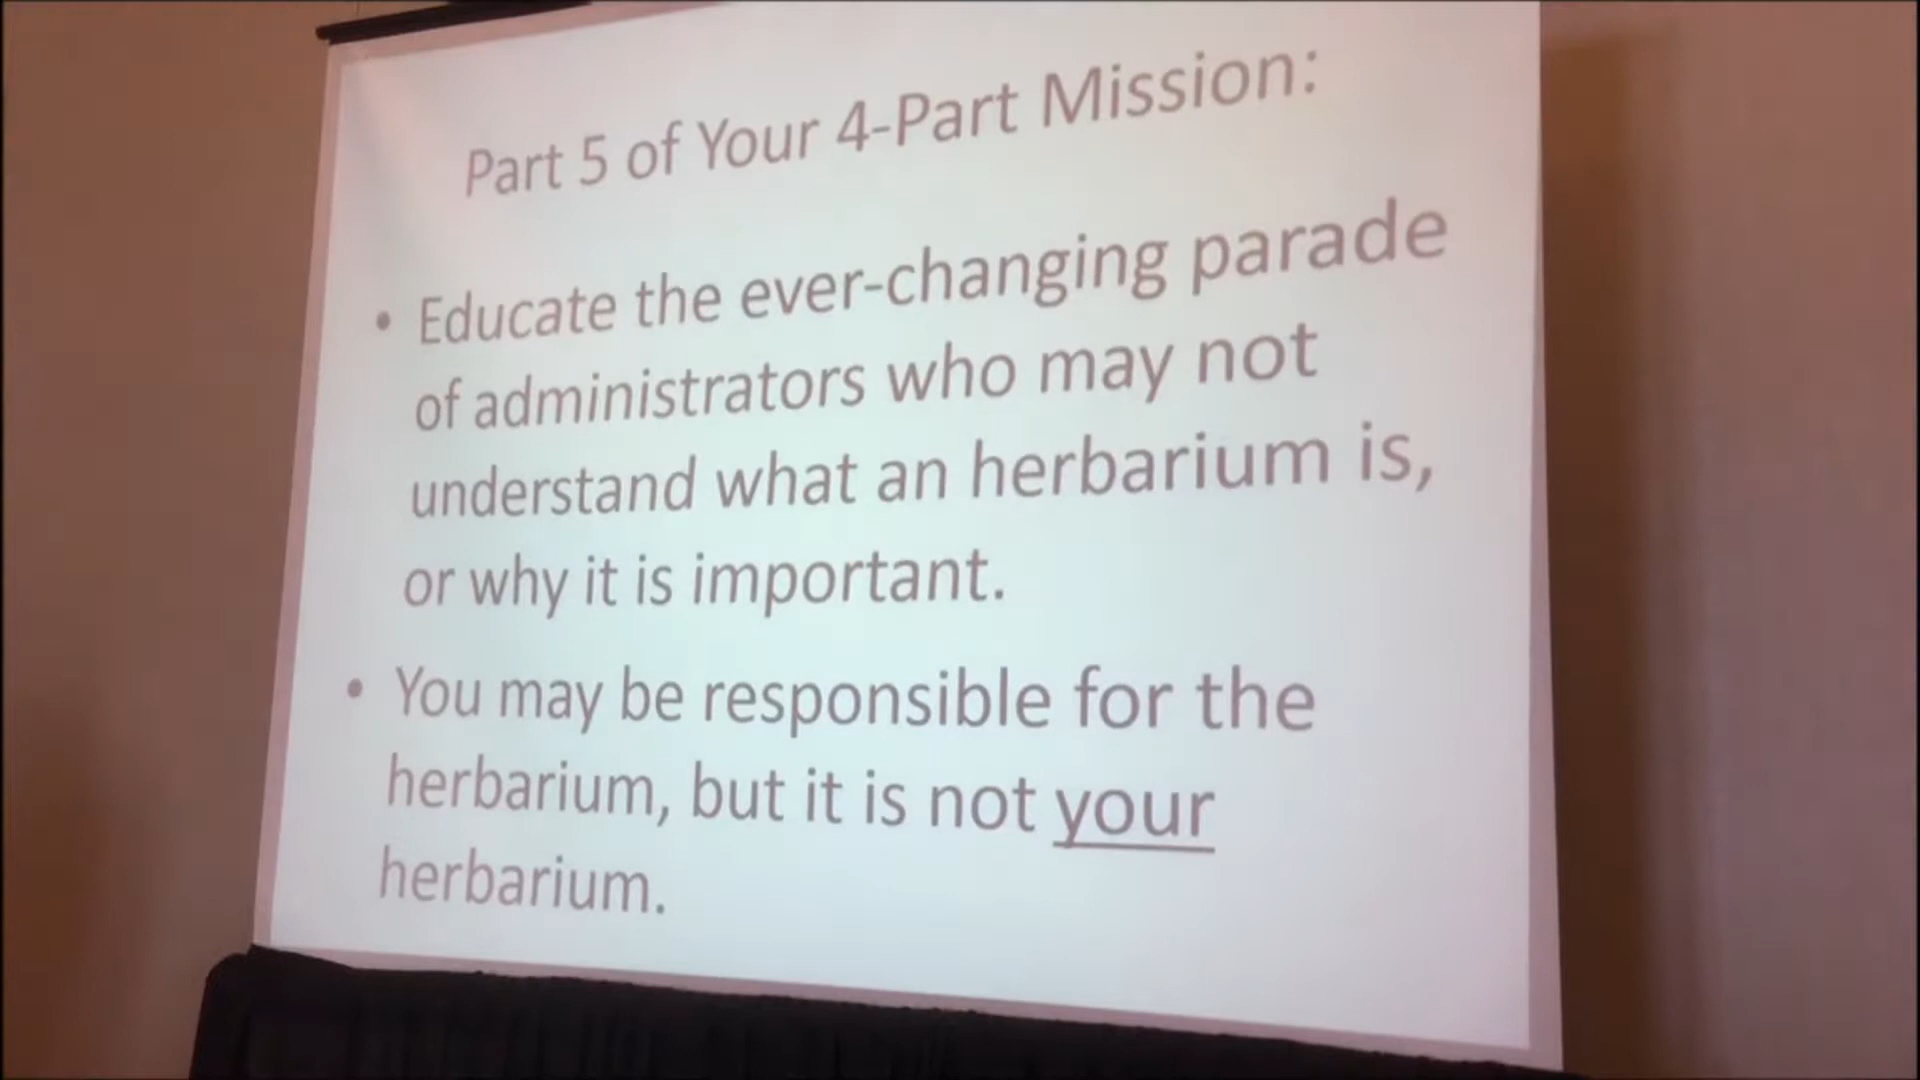 Part 5 of Your 4-Part Mission:
• Educate the ever-changing parade
of administrators who may not
understand what an herbarium is,
or why it is important.
• You may be responsible for the
herbarium, but it is not your
herbarium.